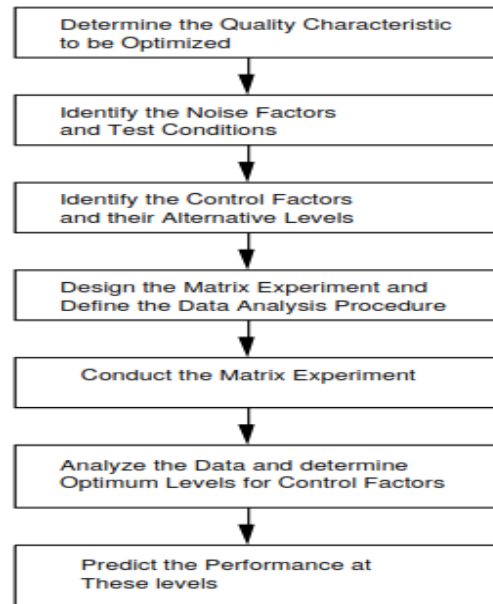 Determine the Quality Characteristic
to be Optimized
Identify the Noise Factors
and Test Conditions
Identify the Control Factors
and their Alternative Levels
Design the Matrix Experiment and
Define the Data Analysis Procedure
Conduct the Matrix Experiment
Analyze the Data and determine
Optimum Levels for Control Factors
Predict the Performance at
These levels